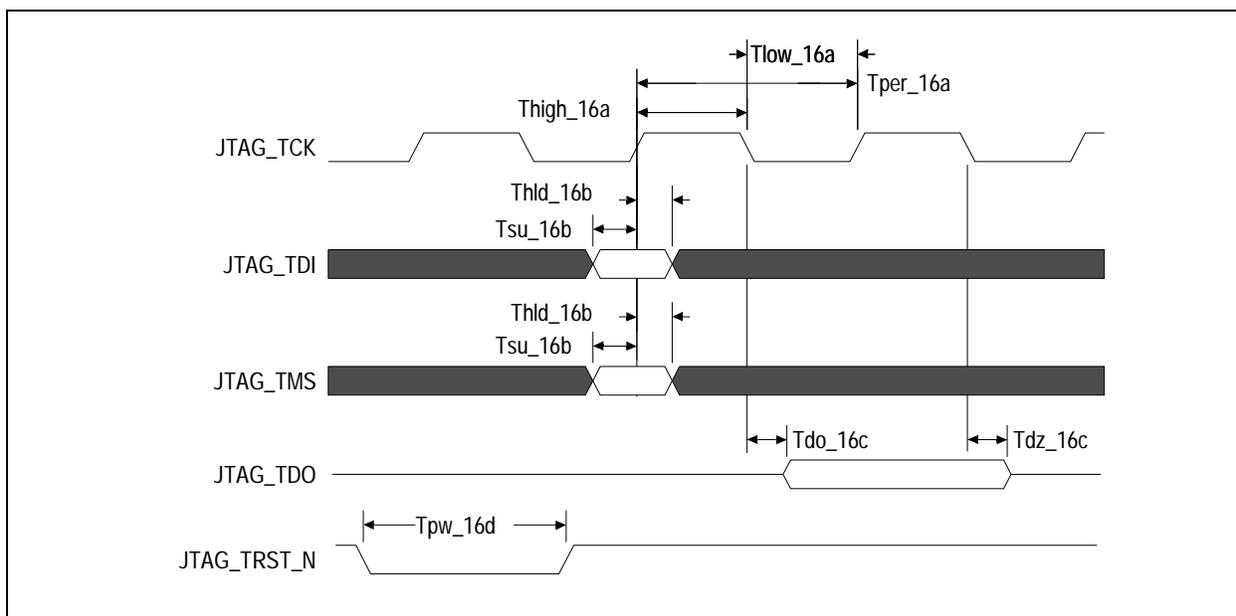 Tlow_16a
Tper_16a
Thigh_16a
JTAG_TCK
Thld_16b
Tsu_16b
JTAG_TDI
Thld_16b
Tsu_16b
JTAG_TMS
Tdo_16c
Tdz_16c
JTAG_TDO
Tpw_16d
JTAG_TRST_N